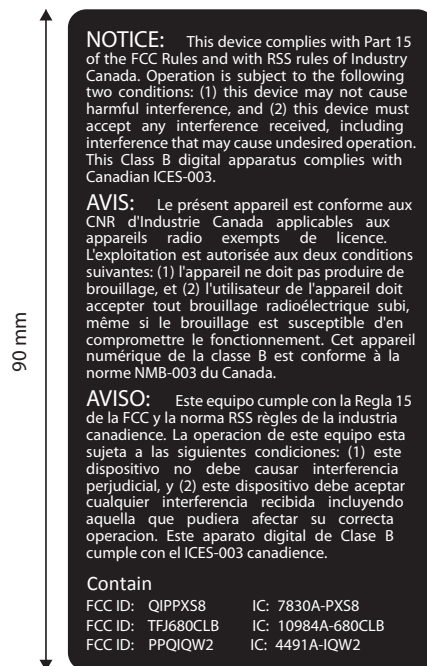 NOTICE: This device complies with Part 15
of the FCC Rules and with RSS rules of Industry
Canada. Operation is subject to the following
two conditions: (1) this device may not cause
harmful interference, and (2) this device must
accept any interference received, including
interference that may cause undesired operation.
This Class B digital apparatus complies with
Canadian ICES-003.
AVIS: Le présent appareil est conforme aux
CNR d'Industrie Canada applicables aux
appareils radio exempts de licence.
L'exploitation est autorisée aux deux conditions
suivantes: (1) l'appareil ne doit pas produire de
brouillage, et (2) l'utilisateur de l'appareil doit
accepter tout brouillage radioélectrique subi,
même si le brouillage est susceptible d'en
compromettre le fonctionnement. Cet appareil
numérique de la classe B est conforme à la
norme NMB-003 du Canada.
AVISO: Este equipo cumple con la Regla 15
de la FCC y la norma RSS règles de la industria
canadience. La operacion de este equipo esta
sujeta a las siguientes condiciones: (1) este
dispositivo no debe causar interferencia
perjudicial, y (2) este dispositivo debe aceptar
cualquier interferencia recibida incluyendo
aquella que pudiera afectar su correcta
operacion. Este aparato digital de Clase B
cumple con el ICES-003 canadience.
Contain
FCC ID: QIPPXS8 IC: 7830A-PXS8
FCC ID: TFJ680CLB IC: 10984A-680CLB
FCC ID: PPQIQW2 IC: 4491A-IQW2
90 mm